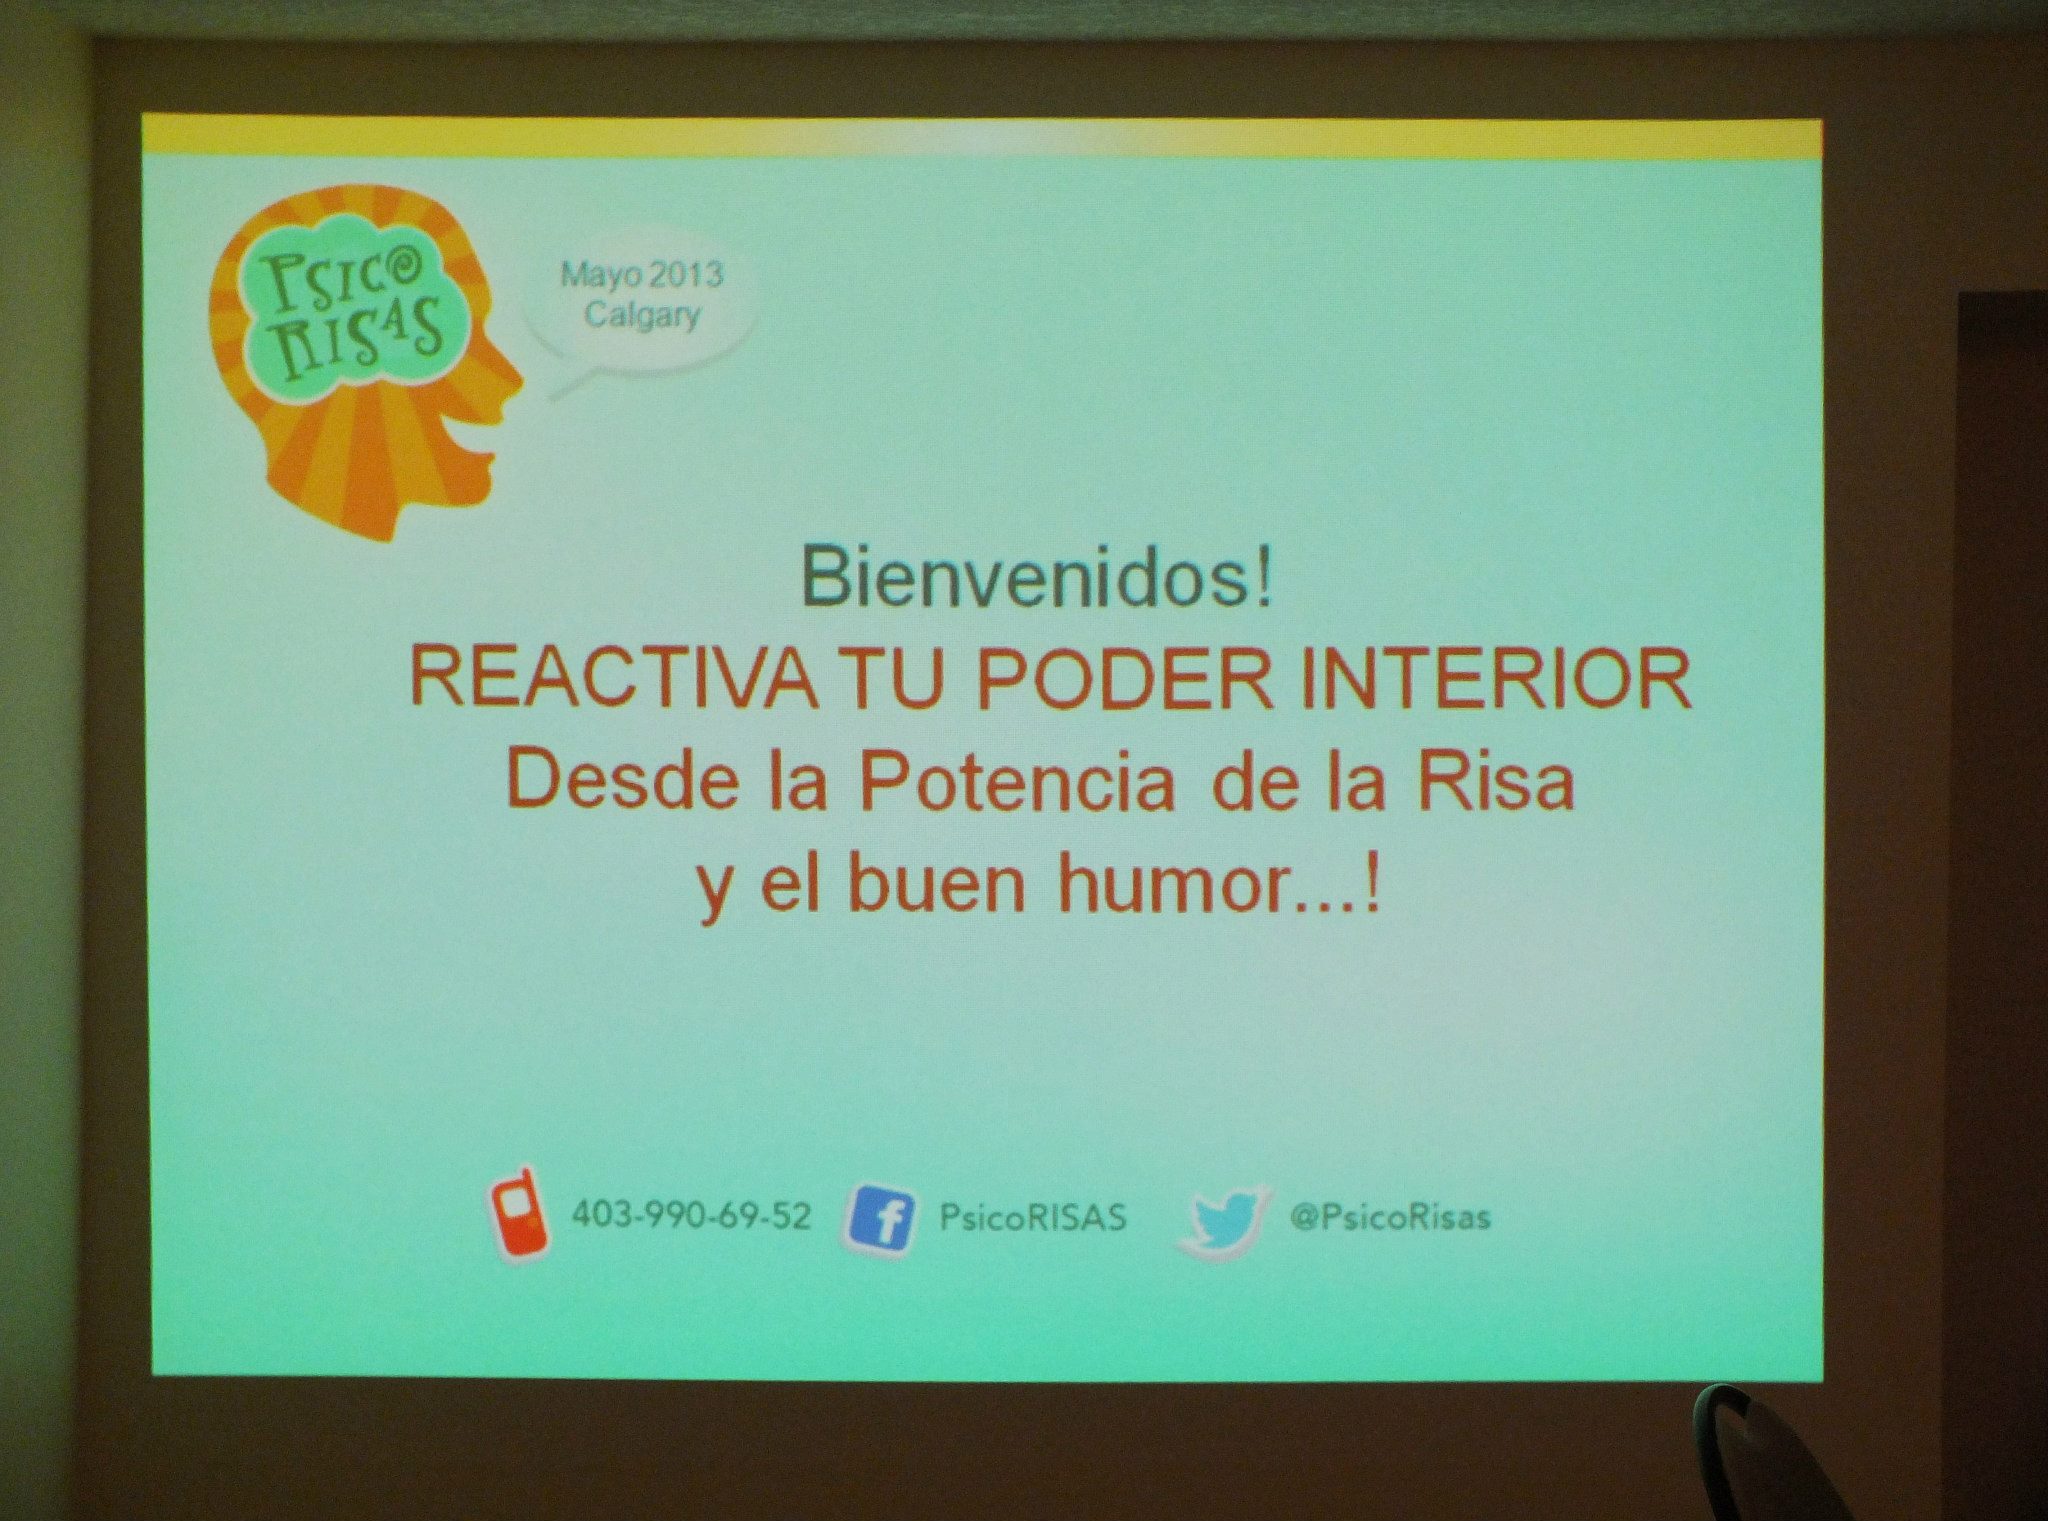 PSICO
RISAS
Mayo 2013
Calgary
Bienvenidos!
REACTIVA TU PODER INTERIOR
Desde la Potencia de la Risa
y el buen humor...!
403-990-69-52 PsicoRISAS @PsicoRisas